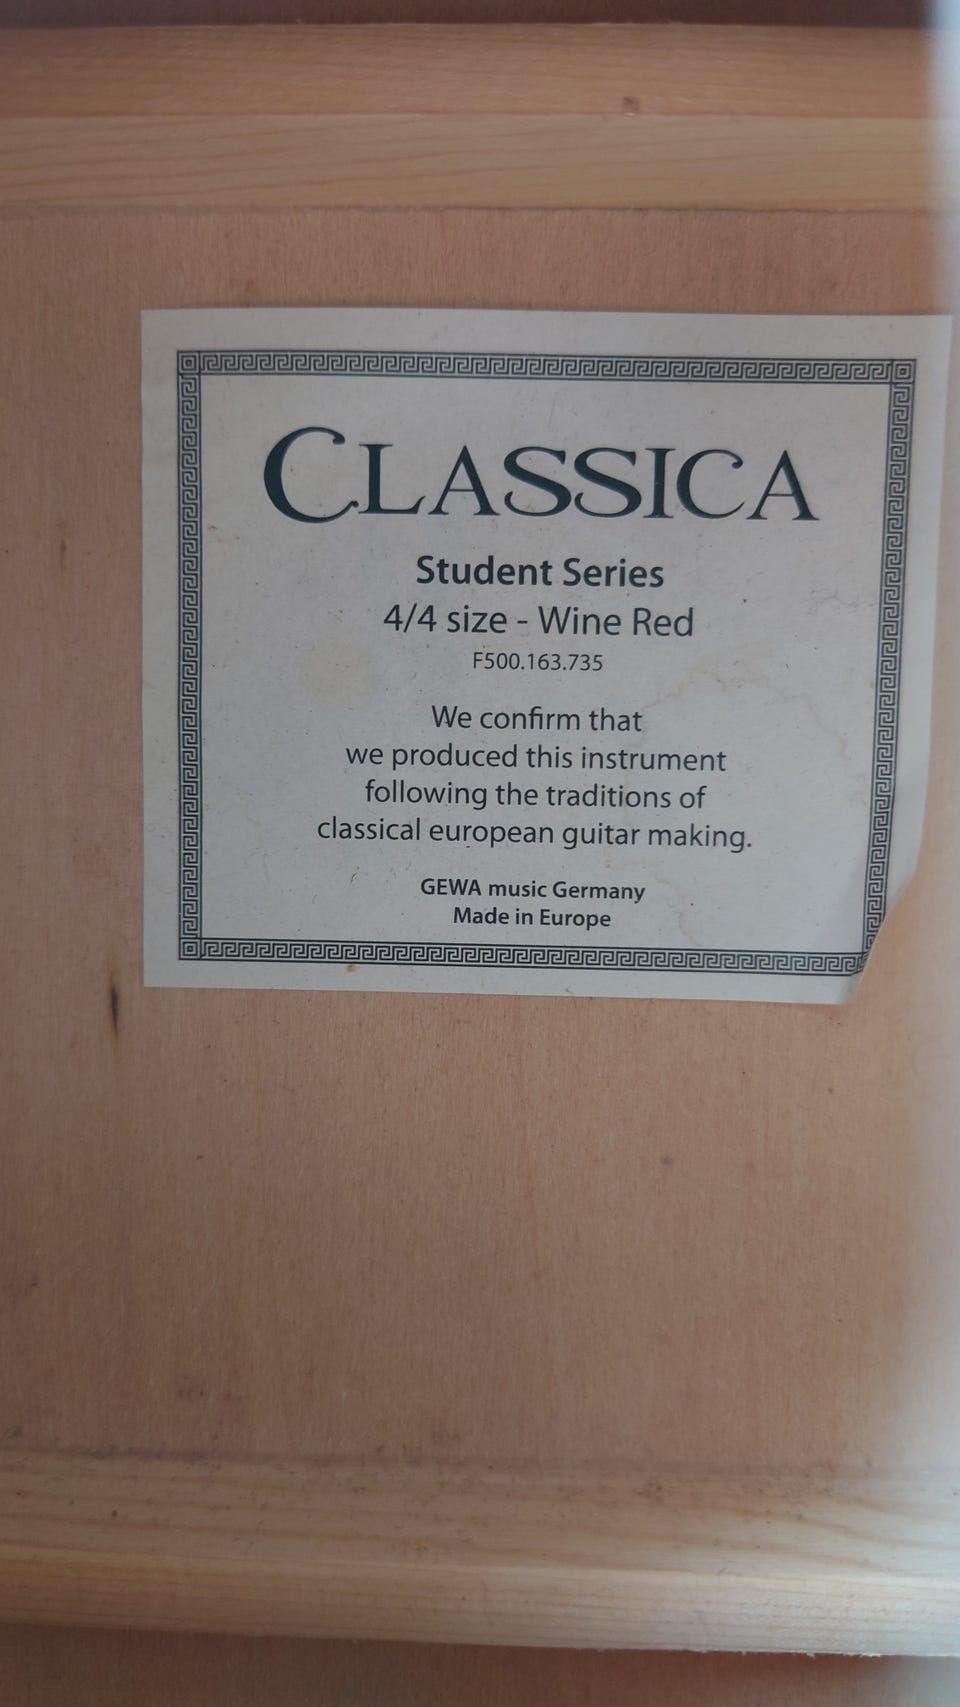 CLASSICA
Student Series
4/4 size - Wine Red
F500.163.735
We confirm that
we produced this instrument
following the traditions of
classical european guitar making.
GEWA music Germany
Made in Europe